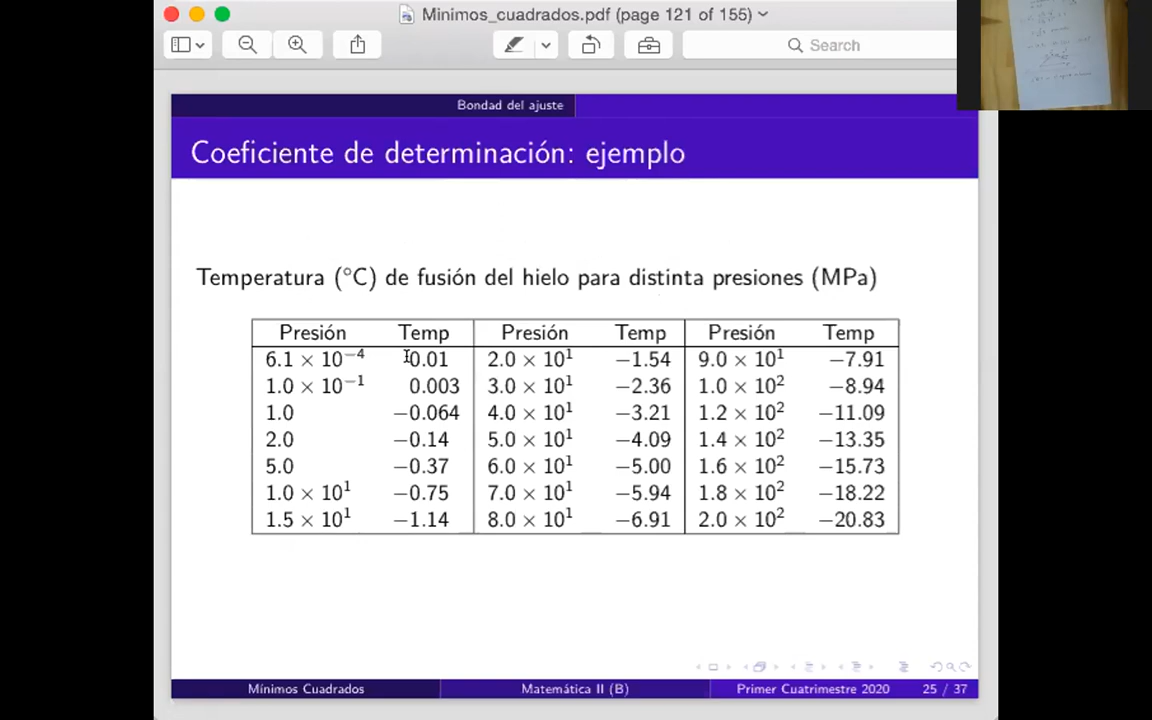 Minimos_cuadrados.pdf (page 121 of 155)
Search
Bondad del ajuste
Coeficiente de determinación: ejemplo
Temperatura (°C) de fusión del hielo para distinta presiones (MPa)
Presión Temp Presión Temp Presión Temp
6.1 × 10⁻⁴ 0.01 2.0 × 10¹ −1.54 9.0 × 10¹ −7.91
1.0 × 10⁻¹ 0.003 3.0 × 10¹ −2.36 1.0 × 10² −8.94
1.0 −0.064 4.0 × 10¹ −3.21 1.2 × 10² −11.09
2.0 −0.14 5.0 × 10¹ −4.09 1.4 × 10² −13.35
5.0 −0.37 6.0 × 10¹ −5.00 1.6 × 10² −15.73
1.0 × 10¹ −0.75 7.0 × 10¹ −5.94 1.8 × 10² −18.22
1.5 × 10¹ −1.14 8.0 × 10¹ −6.91 2.0 × 10² −20.83
Mínimos Cuadrados Matemática II (B) Primer Cuatrimestre 2020 25 / 37